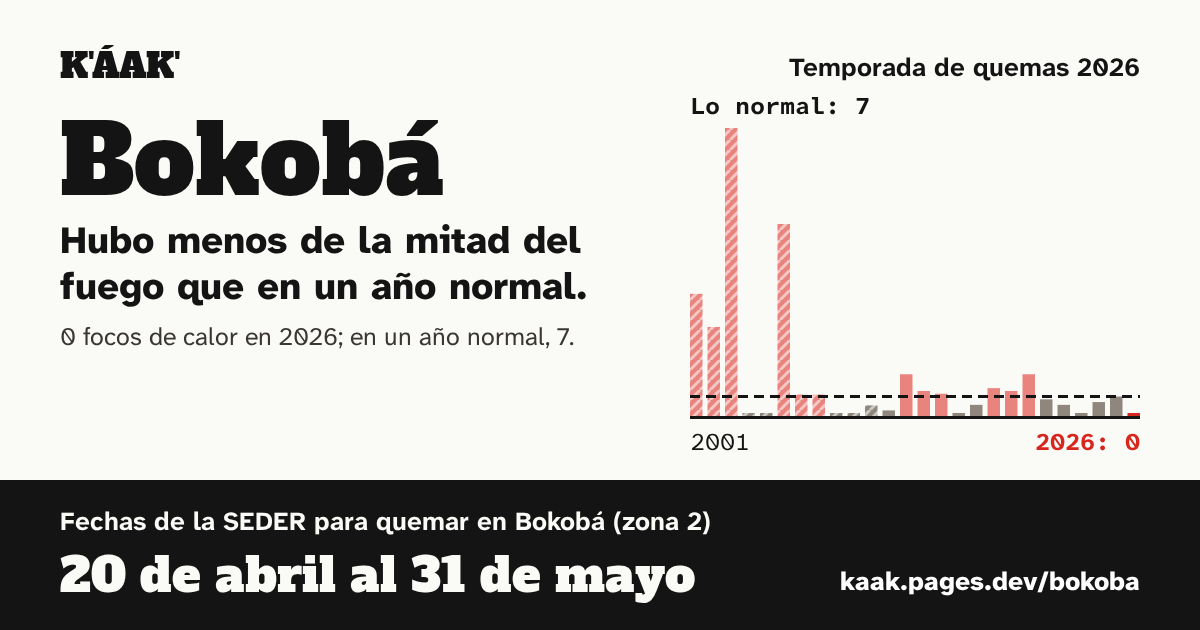 K'ÁAK'
Bokobá
Hubo menos de la mitad del
fuego que en un año normal.
0 focos de calor en 2026; en un año normal, 7.
Temporada de quemas 2026
Lo normal: 7
2001
2026: 0
Fechas de la SEDER para quemar en Bokobá (zona 2)
20 de abril al 31 de mayo
kaak.pages.dev/bokoba